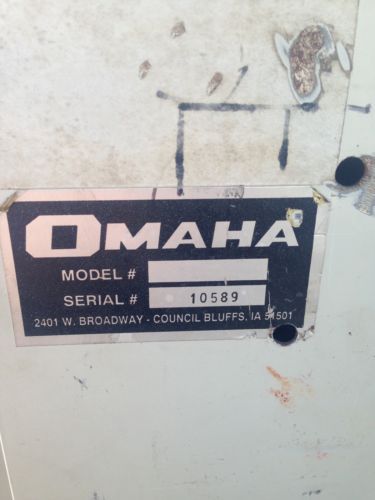 OMAHA
MODEL #
SERIAL # 10589
2401 W. BROADWAY - COUNCIL BLUFFS, IA 51501